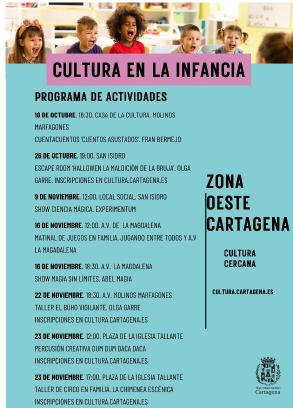 CULTURA EN LA INFANCIA
PROGRAMA DE ACTIVIDADES
18 DE OCTUBRE. 18:30. CASA DE LA CULTURA. MOLINOS
MARFAGONES
CUENTACUENTOS 'CUENTOS ASUSTADOS'. FRAN BERMEJO
26 DE OCTUBRE. 19:00. SAN ISIDRO
ESCAPE ROOM 'HALLOWEN LA MALDICIÓN DE LA BRUJA'. OLGA
GARRE. INSCRIPCIONES EN CULTURA.CARTAGENA.ES
9 DE NOVIEMBRE. 12:00. LOCAL SOCIAL, SAN ISIDRO
SHOW CIENCIA MÁGICA. EXPERIMENTUM
16 DE NOVIEMBRE. 12:00. A.V. DE LA MAGDALENA
MATINAL DE JUEGOS EN FAMILIA. JUGANDO ENTRE TODOS Y A.V
LA MAGADALENA
16 DE NOVIEMBRE. 18:30. A.V. LA MAGDALENA
SHOW MAGIA SIN LÍMITES. ABEL MAGIA
22 DE NOVIEMBRE. 18:30. A.V. MOLINOS MARFAGONES
TALLER EL BÚHO VIGILANTE. OLGA GARRE
INSCRIPCIONES EN CULTURA.CARTAGENA.ES
23 DE NOVIEMBRE. 12:00. PLAZA DE LA IGLESIA TALLANTE
PERCUSIÓN CREATIVA DUM DUM DACA DACA
INSCRIPCIONES EN CULTURA.CARTAGENA.ES
23 DE NOVIEMBRE. 17:00. PLAZA DE LA IGLESIA TALLANTE
TALLER DE CIRCO EN FAMILIA. LA CHIMENEA ESCÉNICA
INSCRIPCIONES EN CULTURA.CARTAGENA.ES
ZONA
OESTE
CARTAGENA
CULTURA
CERCANA
CULTURA.CARTAGENA.ES
Cartagena